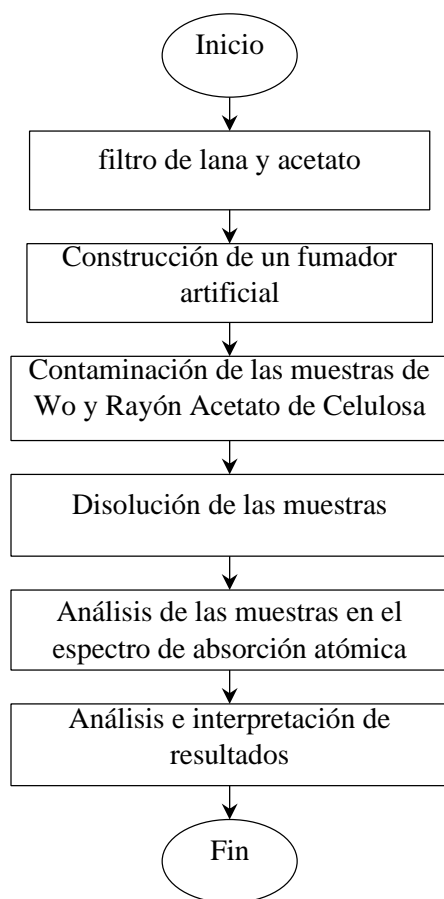 Inicio
filtro de lana y acetato
Construcción de un fumador
artificial
Contaminación de las muestras de
Wo y Rayón Acetato de Celulosa
Disolución de las muestras
Análisis de las muestras en el
espectro de absorción atómica
Análisis e interpretación de
resultados
Fin